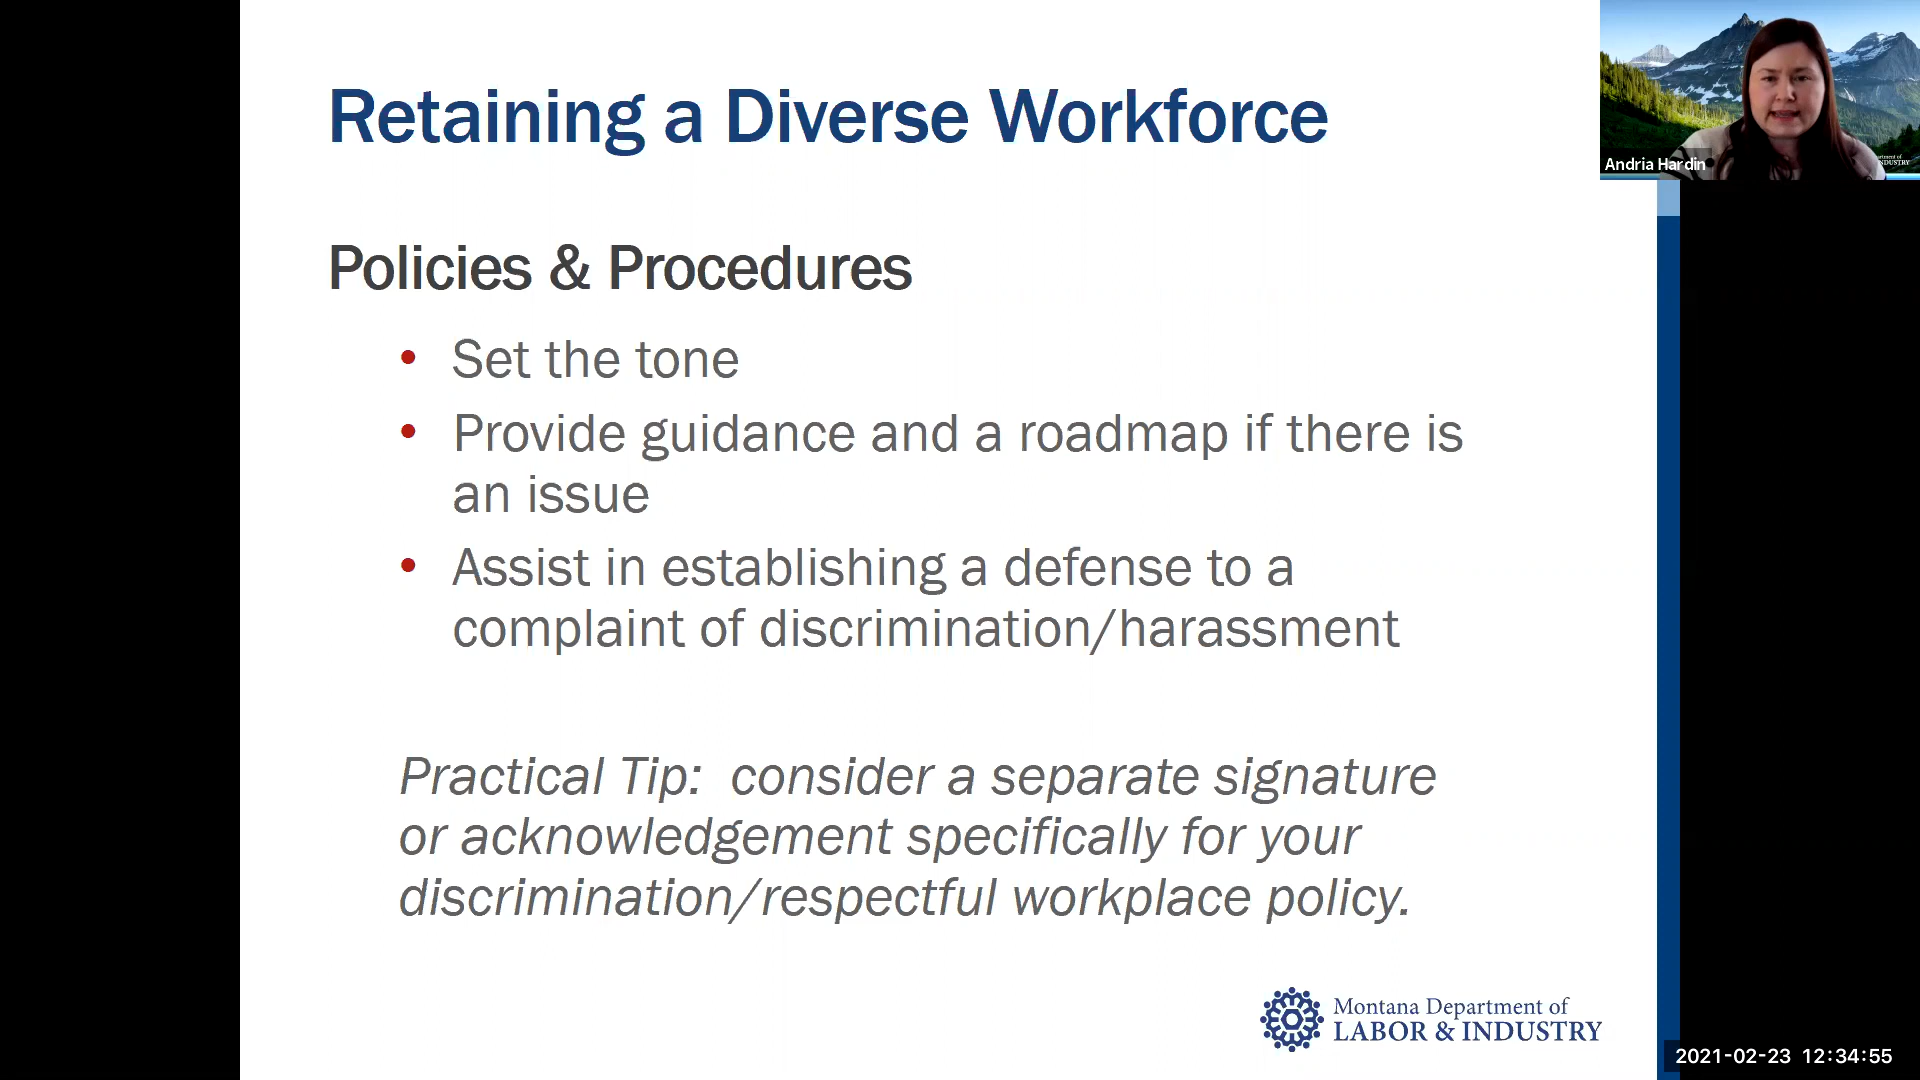 Retaining a Diverse Workforce
Andria Hardin
Policies & Procedures
• Set the tone
• Provide guidance and a roadmap if there is
an issue
• Assist in establishing a defense to a
complaint of discrimination/harassment
Practical Tip: consider a separate signature
or acknowledgement specifically for your
discrimination/respectful workplace policy.
Montana Department of
LABOR & INDUSTRY
2021-02-23 12:34:55